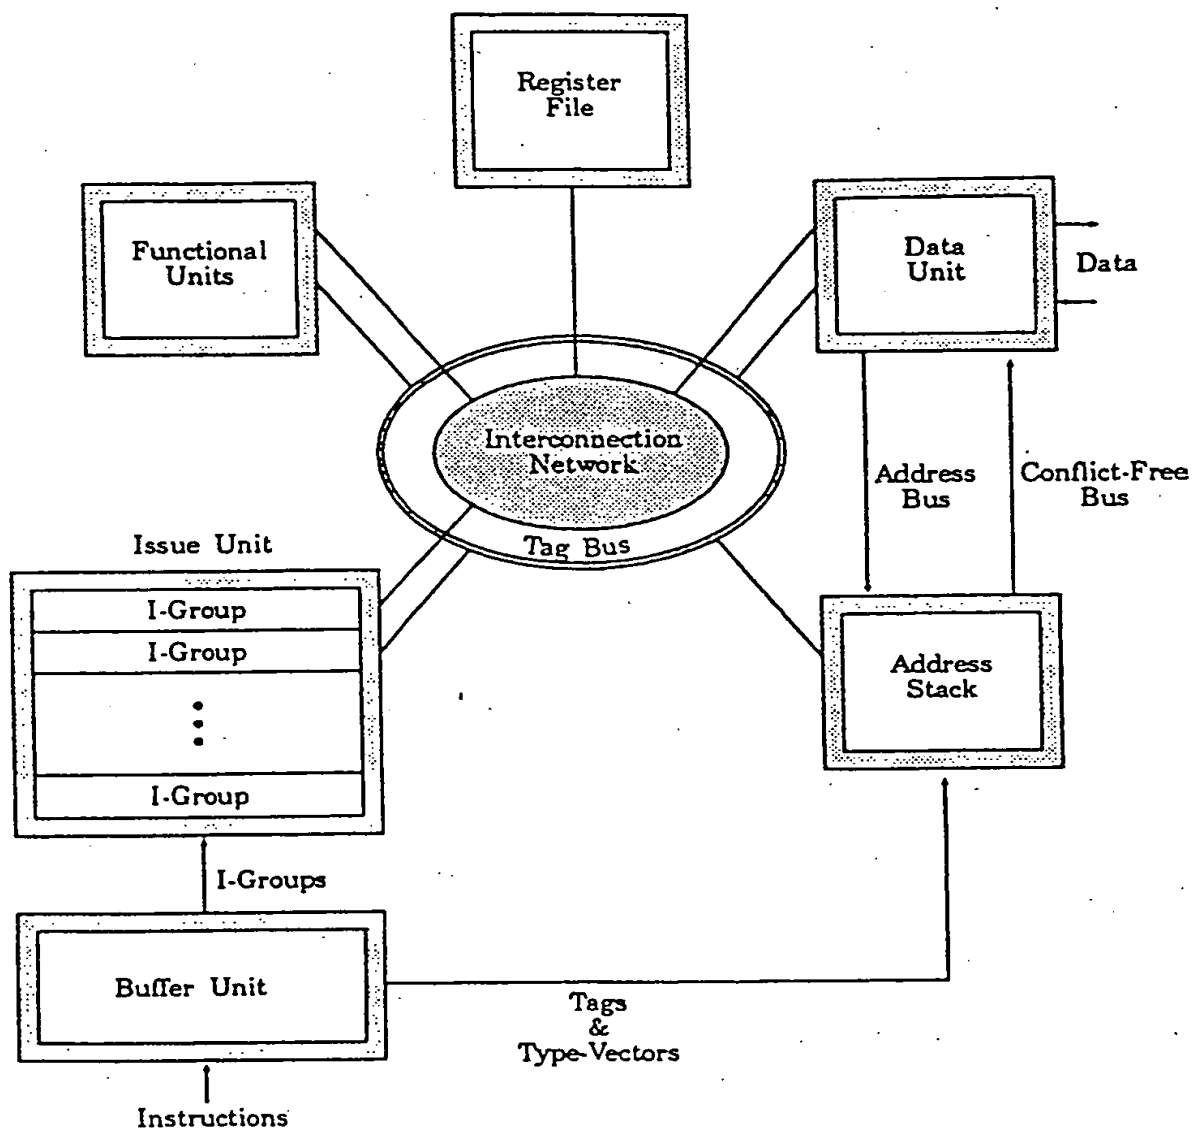 Register
File
Functional
Units
Data
Unit
Data
Interconnection
Network
Tag Bus
Address
Bus
Conflict-Free
Bus
Issue Unit
I-Group
I-Group
I-Group
Address
Stack
I-Groups
Buffer Unit
Tags
&
Type-Vectors
Instructions